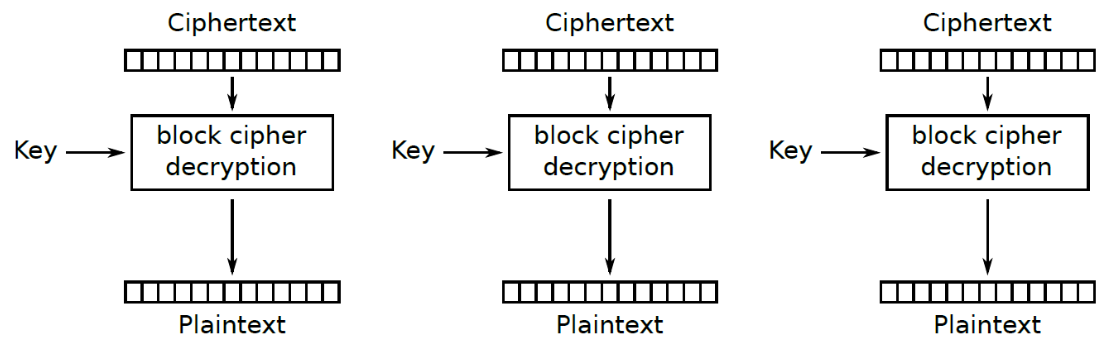 Ciphertext Ciphertext Ciphertext
Key block cipher decryption Key block cipher decryption Key block cipher decryption
Plaintext Plaintext Plaintext